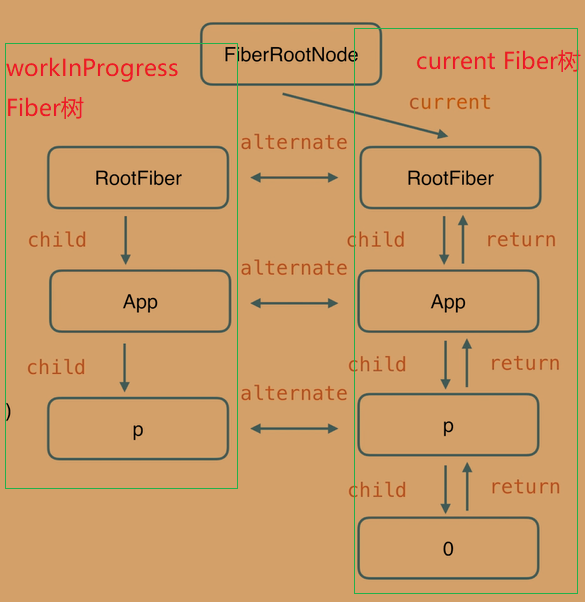 FiberRootNode
workInProgress
Fiber树
current Fiber树
current
alternate
RootFiber
RootFiber
child
child
return
alternate
App
App
child
child
return
alternate
)
p
p
child
return
0